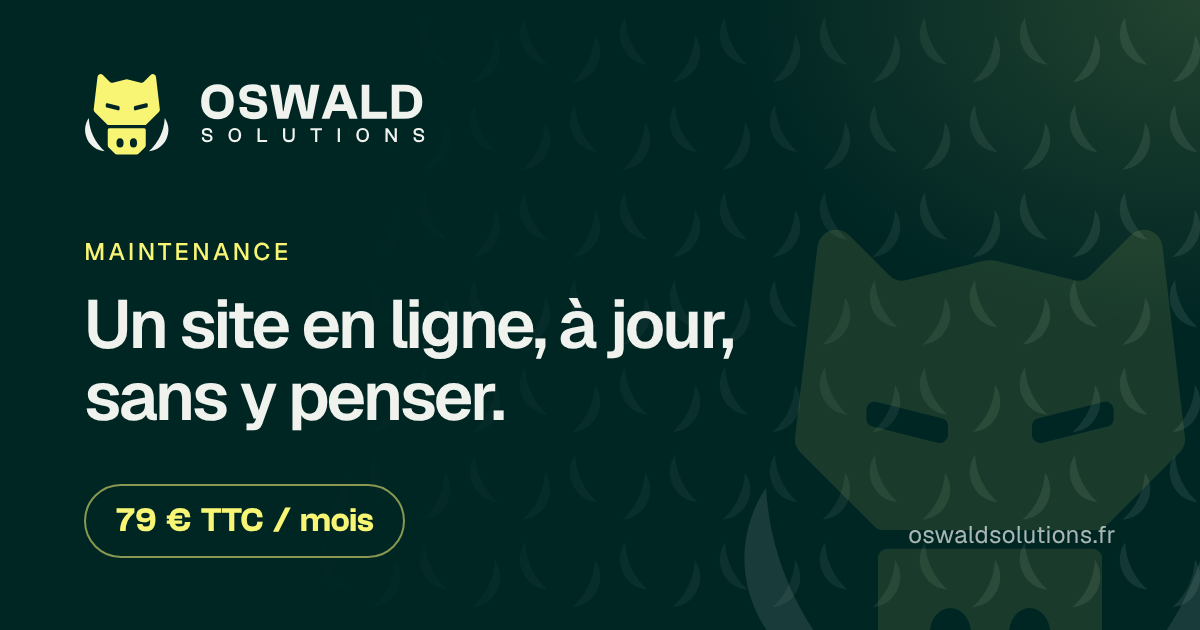 OSWALD
SOLUTIONS
MAINTENANCE
Un site en ligne, à jour,
sans y penser.
79 € TTC / mois
oswaldsolutions.fr